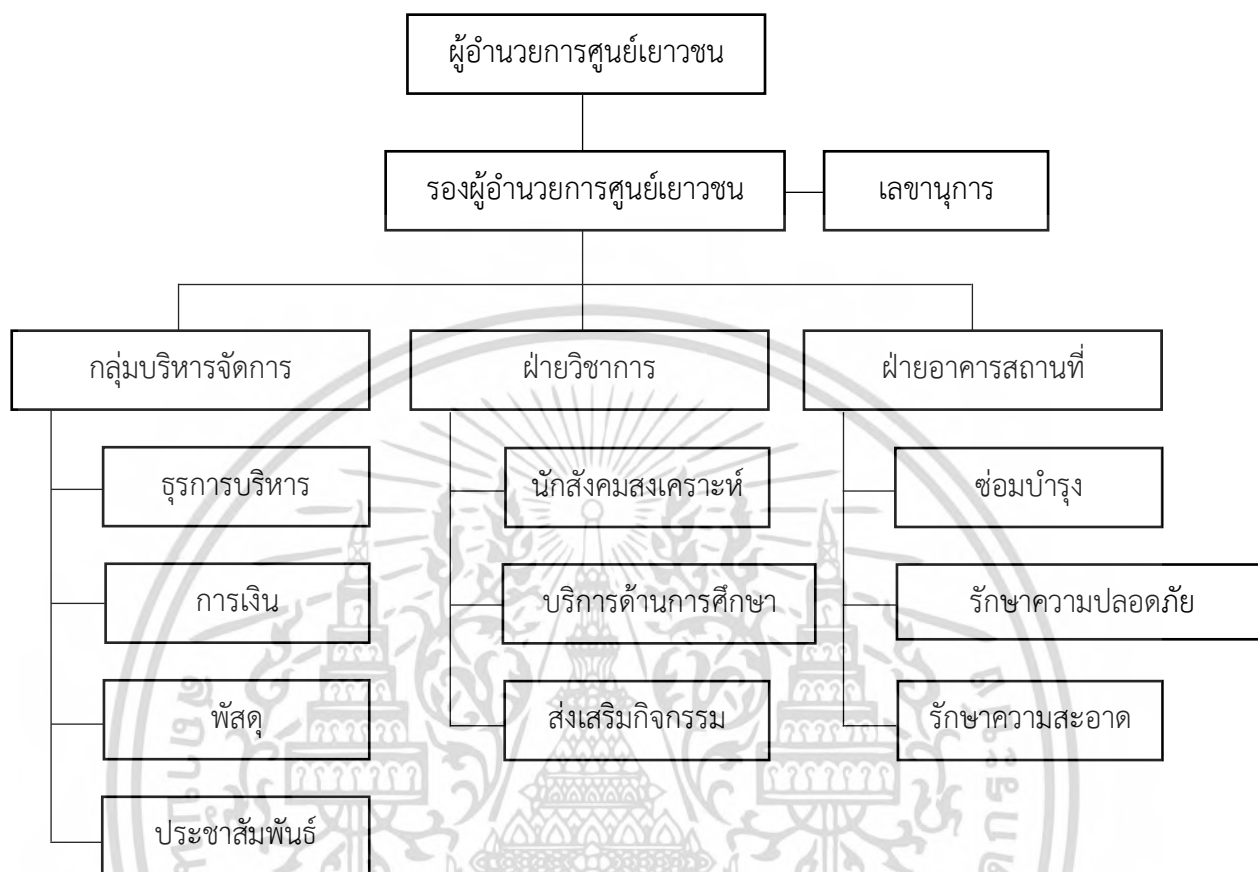 ผู้อำนวยการศูนย์เยาวชน
รองผู้อำนวยการศูนย์เยาวชน
เลขานุการ
กลุ่มบริหารจัดการ
ฝ่ายวิชาการ
ฝ่ายอาคารสถานที่
ธุรการบริหาร
นักสังคมสงเคราะห์
ซ่อมบำรุง
การเงิน
บริการด้านการศึกษา
รักษาความปลอดภัย
พัสดุ
ส่งเสริมกิจกรรม
รักษาความสะอาด
ประชาสัมพันธ์